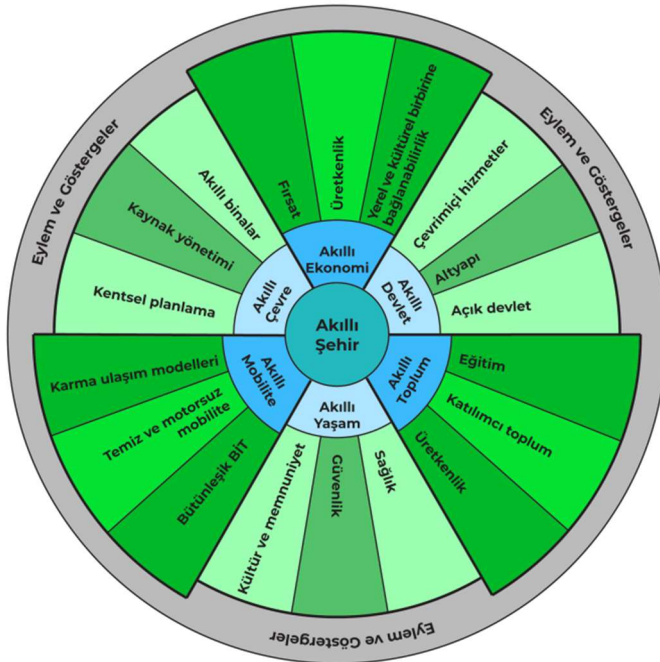 Eylem ve Göstergeler
Eylem ve Göstergeler
Eylem ve Göstergeler
Akıllı
Şehir
Akıllı
Ekonomi
Fırsat
Üretkenlik
Yerel ve kültürel birbirine
bağlanabilirlik
Akıllı
Devlet
Çevrimiçi hizmetler
Altyapı
Açık devlet
Akıllı
Toplum
Eğitim
Katılımcı toplum
Üretkenlik
Akıllı
Yaşam
Sağlık
Güvenlik
Kültür ve memnuniyet
Akıllı
Mobilite
Bütünleşik BİT
Temiz ve motorsuz
mobilite
Karma ulaşım modelleri
Akıllı
Çevre
Kentsel planlama
Kaynak yönetimi
Akıllı binalar